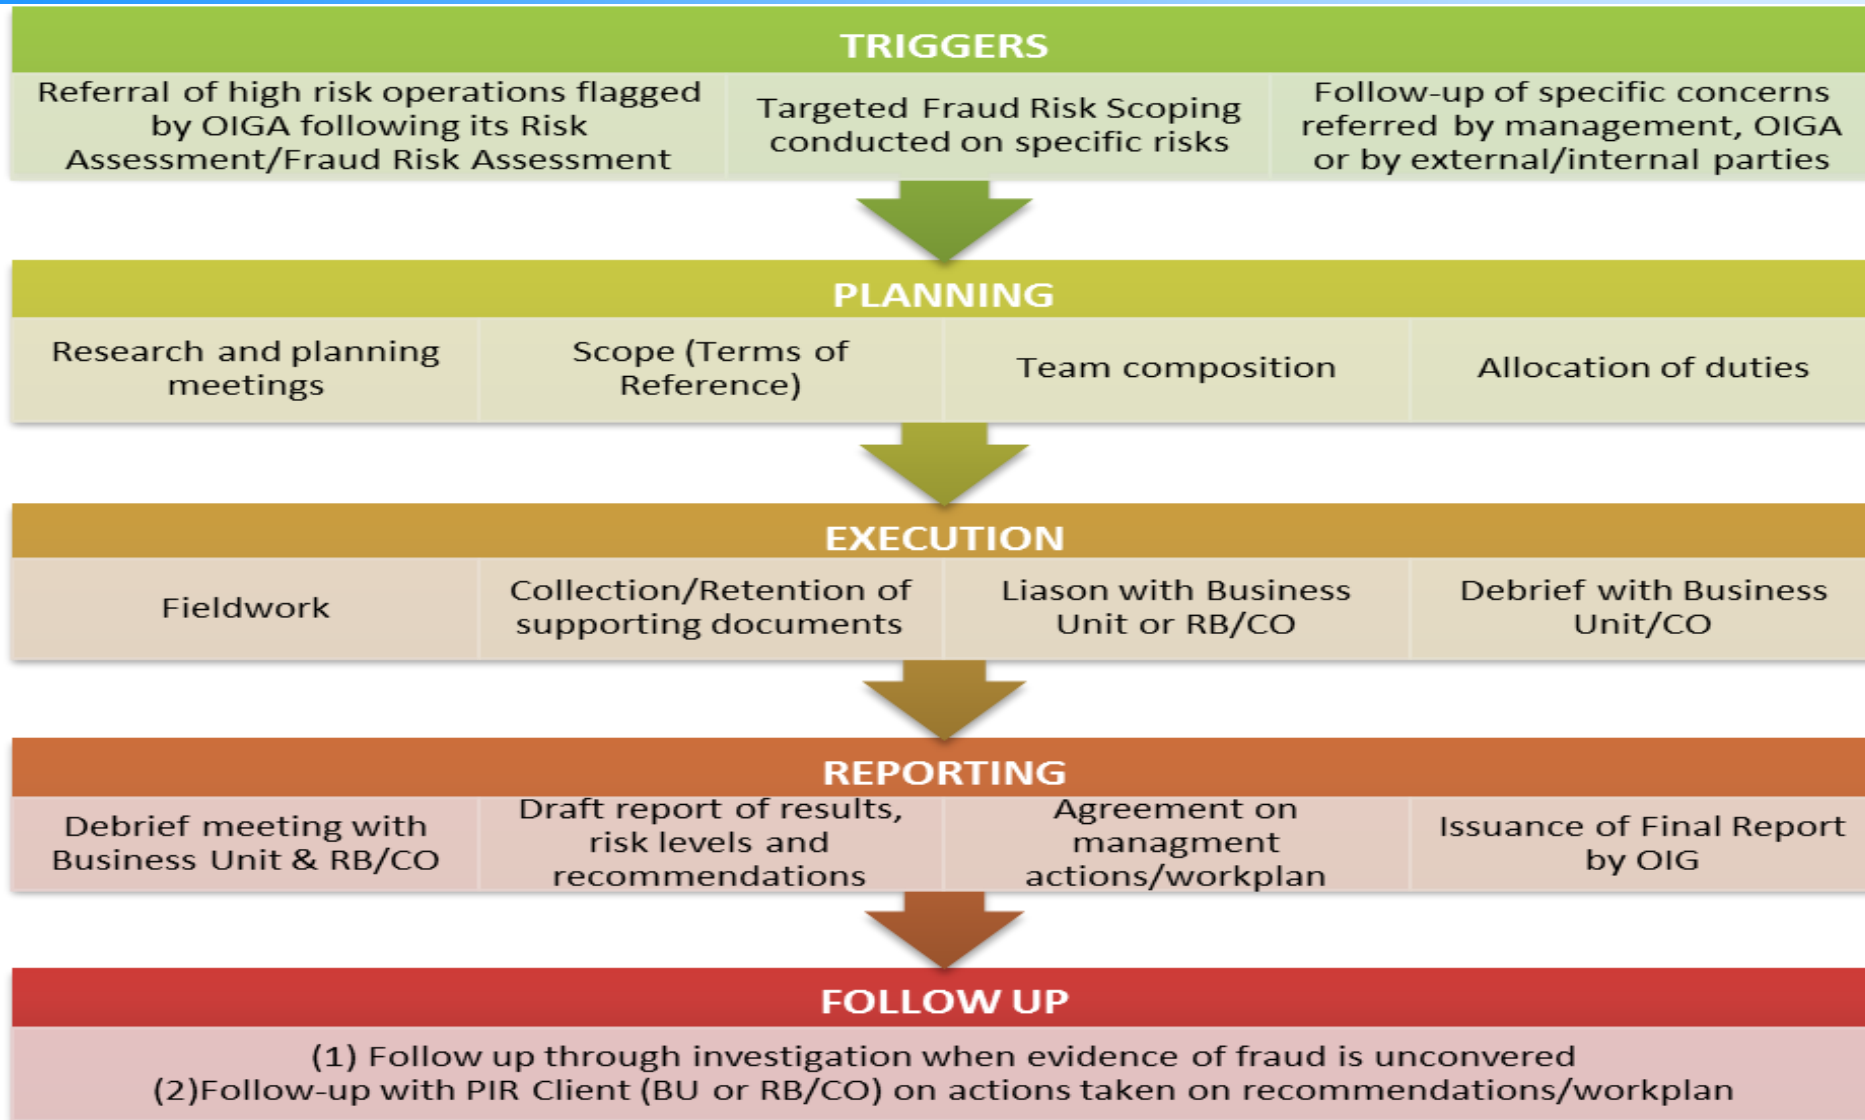 TRIGGERS
Referral of high risk operations flagged
by OIGA following its Risk
Assessment/Fraud Risk Assessment
Targeted Fraud Risk Scoping
conducted on specific risks
Follow-up of specific concerns
referred by management, OIGA
or by external/internal parties
PLANNING
Research and planning
meetings
Scope (Terms of
Reference)
Team composition
Allocation of duties
EXECUTION
Fieldwork
Collection/Retention of
supporting documents
Liason with Business
Unit or RB/CO
Debrief with Business
Unit/CO
REPORTING
Debrief meeting with
Business Unit & RB/CO
Draft report of results,
risk levels and
recommendations
Agreement on
managment
actions/workplan
Issuance of Final Report
by OIG
FOLLOW UP
(1) Follow up through investigation when evidence of fraud is unconvered
(2)Follow-up with PIR Client (BU or RB/CO) on actions taken on recommendations/workplan